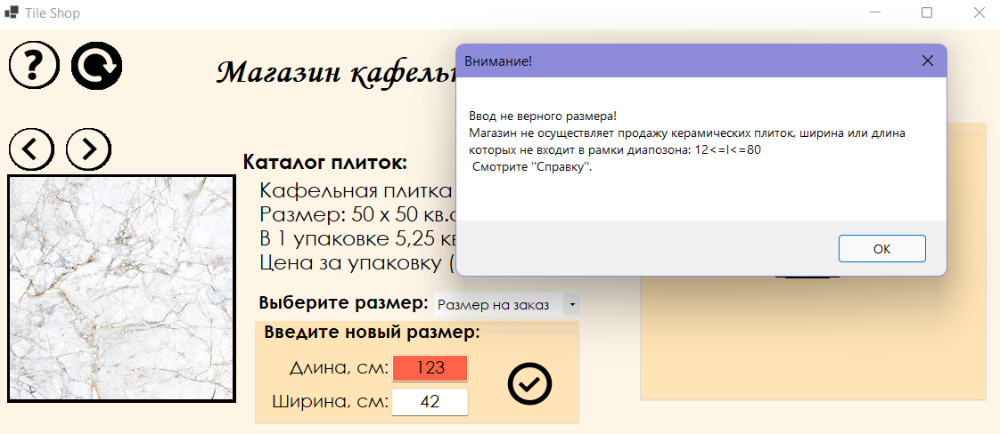 Tile Shop
Магазин кафельн
Внимание!
Ввод не верного размера!
Магазин не осуществляет продажу керамических плиток, ширина или длина
которых не входит в рамки диапозона: 12<=l<=80
Смотрите "Справку".
OK
Каталог плиток:
Кафельная плитка
Размер: 50 x 50 кв.с
В 1 упаковке 5,25 кв
Цена за упаковку (
Выберите размер: Размер на заказ
Введите новый размер:
Длина, см: 123
Ширина, см: 42